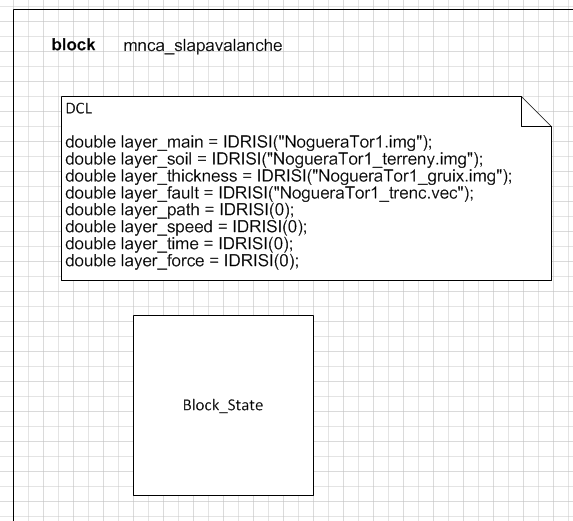 block mnca_slapavalanche
DCL
double layer_main = IDRISI("NogueraTor1.img");
double layer_soil = IDRISI("NogueraTor1_terreny.img");
double layer_thickness = IDRISI("NogueraTor1_gruix.img");
double layer_fault = IDRISI("NogueraTor1_trenc.vec");
double layer_path = IDRISI(0);
double layer_speed = IDRISI(0);
double layer_time = IDRISI(0);
double layer_force = IDRISI(0);
Block_State